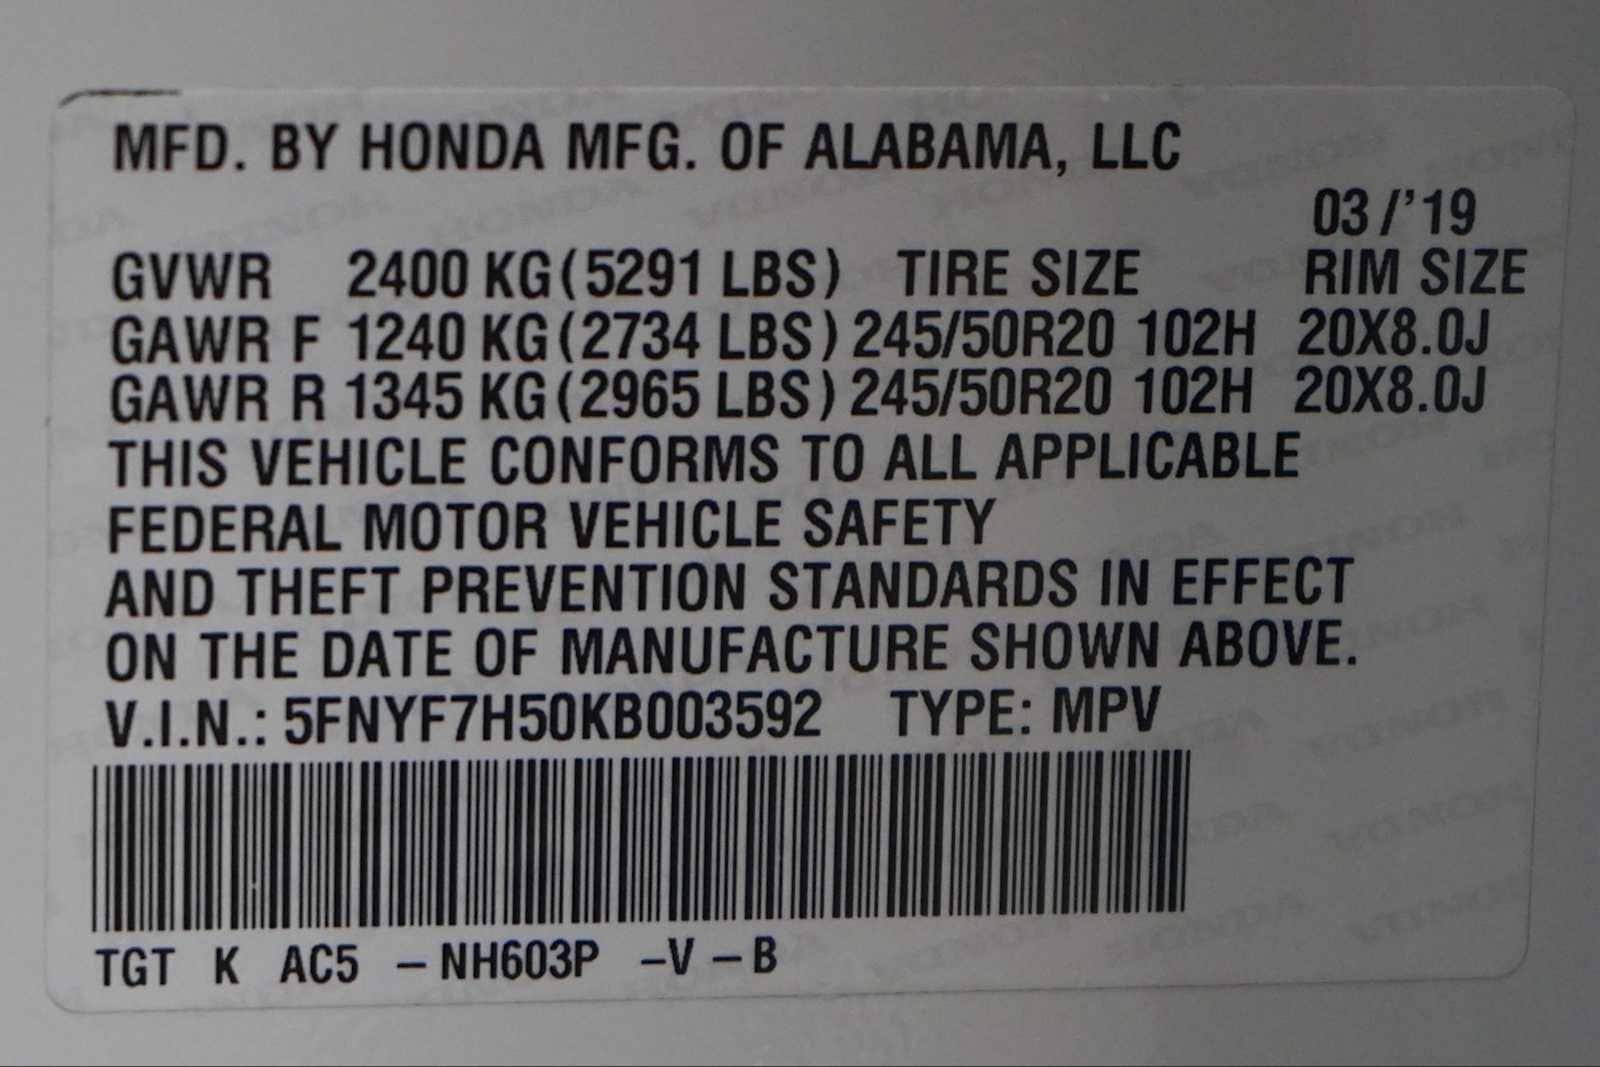 MFD. BY HONDA MFG. OF ALABAMA, LLC
03/'19
GVWR 2400 KG(5291 LBS) TIRE SIZE RIM SIZE
GAWR F 1240 KG(2734 LBS) 245/50R20 102H 20X8.0J
GAWR R 1345 KG(2965 LBS) 245/50R20 102H 20X8.0J
THIS VEHICLE CONFORMS TO ALL APPLICABLE
FEDERAL MOTOR VEHICLE SAFETY
AND THEFT PREVENTION STANDARDS IN EFFECT
ON THE DATE OF MANUFACTURE SHOWN ABOVE.
V.I.N.: 5FNYF7H50KB003592 TYPE: MPV
TGT K AC5 – NH603P –V – B